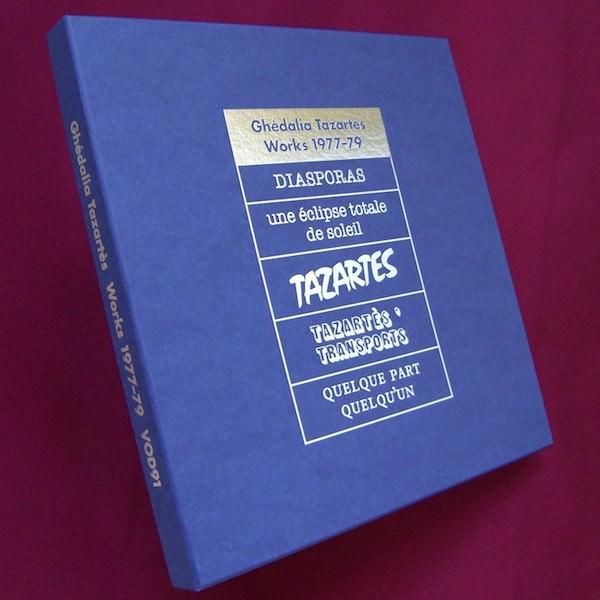 Ghédalia Tazartès Works 1977-79 VOD91
Ghédalia Tazartès
Works 1977-79
DIASPORAS
une éclipse totale
de soleil
TAZARTES
TAZARTÈS'
TRANSPORTS
QUELQUE PART
QUELQU'UN